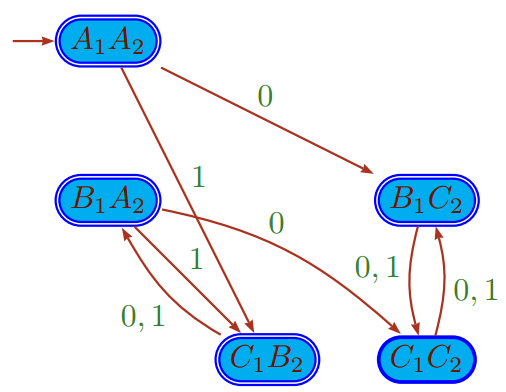 A₁A₂
0
1
B₁A₂
B₁C₂
0
1
0, 1
0, 1
0, 1
C₁B₂
C₁C₂